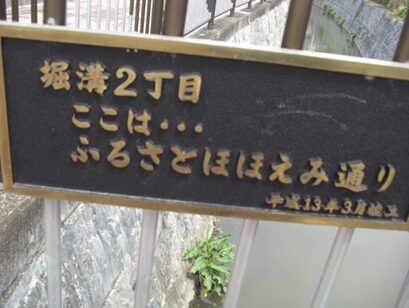 堀溝2丁目
ここは・・・
ふるさとほほえみ通り
平成13年3月竣工